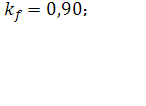 k_f = 0,90;